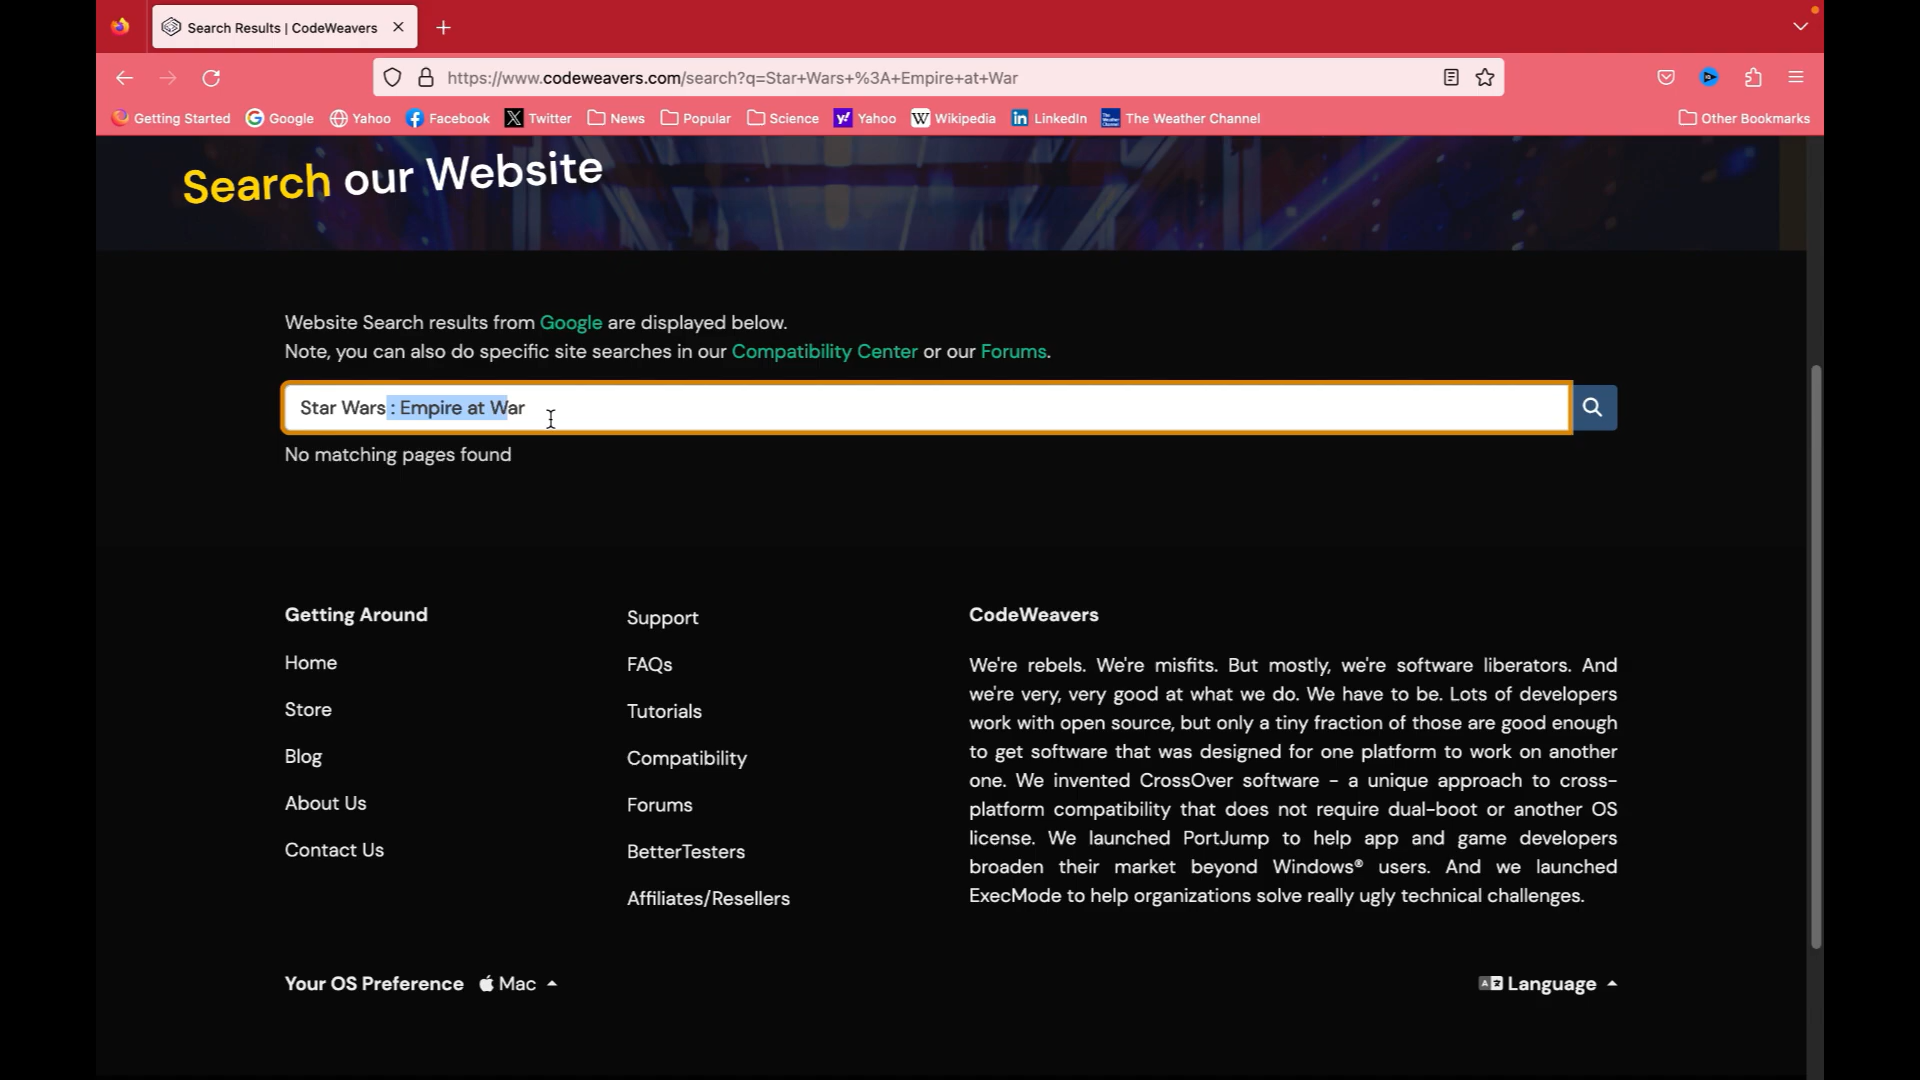 Search Results | CodeWeavers
https://www.codeweavers.com/search?q=Star+Wars+%3A+Empire+at+War
Getting Started Google Yahoo Facebook Twitter News Popular Science Yahoo Wikipedia LinkedIn The Weather Channel Other Bookmarks
Search our Website
Website Search results from Google are displayed below.
Note, you can also do specific site searches in our Compatibility Center or our Forums.
Star Wars : Empire at War
No matching pages found
Getting Around
Home
Store
Blog
About Us
Contact Us
Support
FAQs
Tutorials
Compatibility
Forums
BetterTesters
Affiliates/Resellers
CodeWeavers
We're rebels. We're misfits. But mostly, we're software liberators. And
we're very, very good at what we do. We have to be. Lots of developers
work with open source, but only a tiny fraction of those are good enough
to get software that was designed for one platform to work on another
one. We invented CrossOver software - a unique approach to cross-
platform compatibility that does not require dual-boot or another OS
license. We launched PortJump to help app and game developers
broaden their market beyond Windows® users. And we launched
ExecMode to help organizations solve really ugly technical challenges.
Your OS Preference Mac
Language